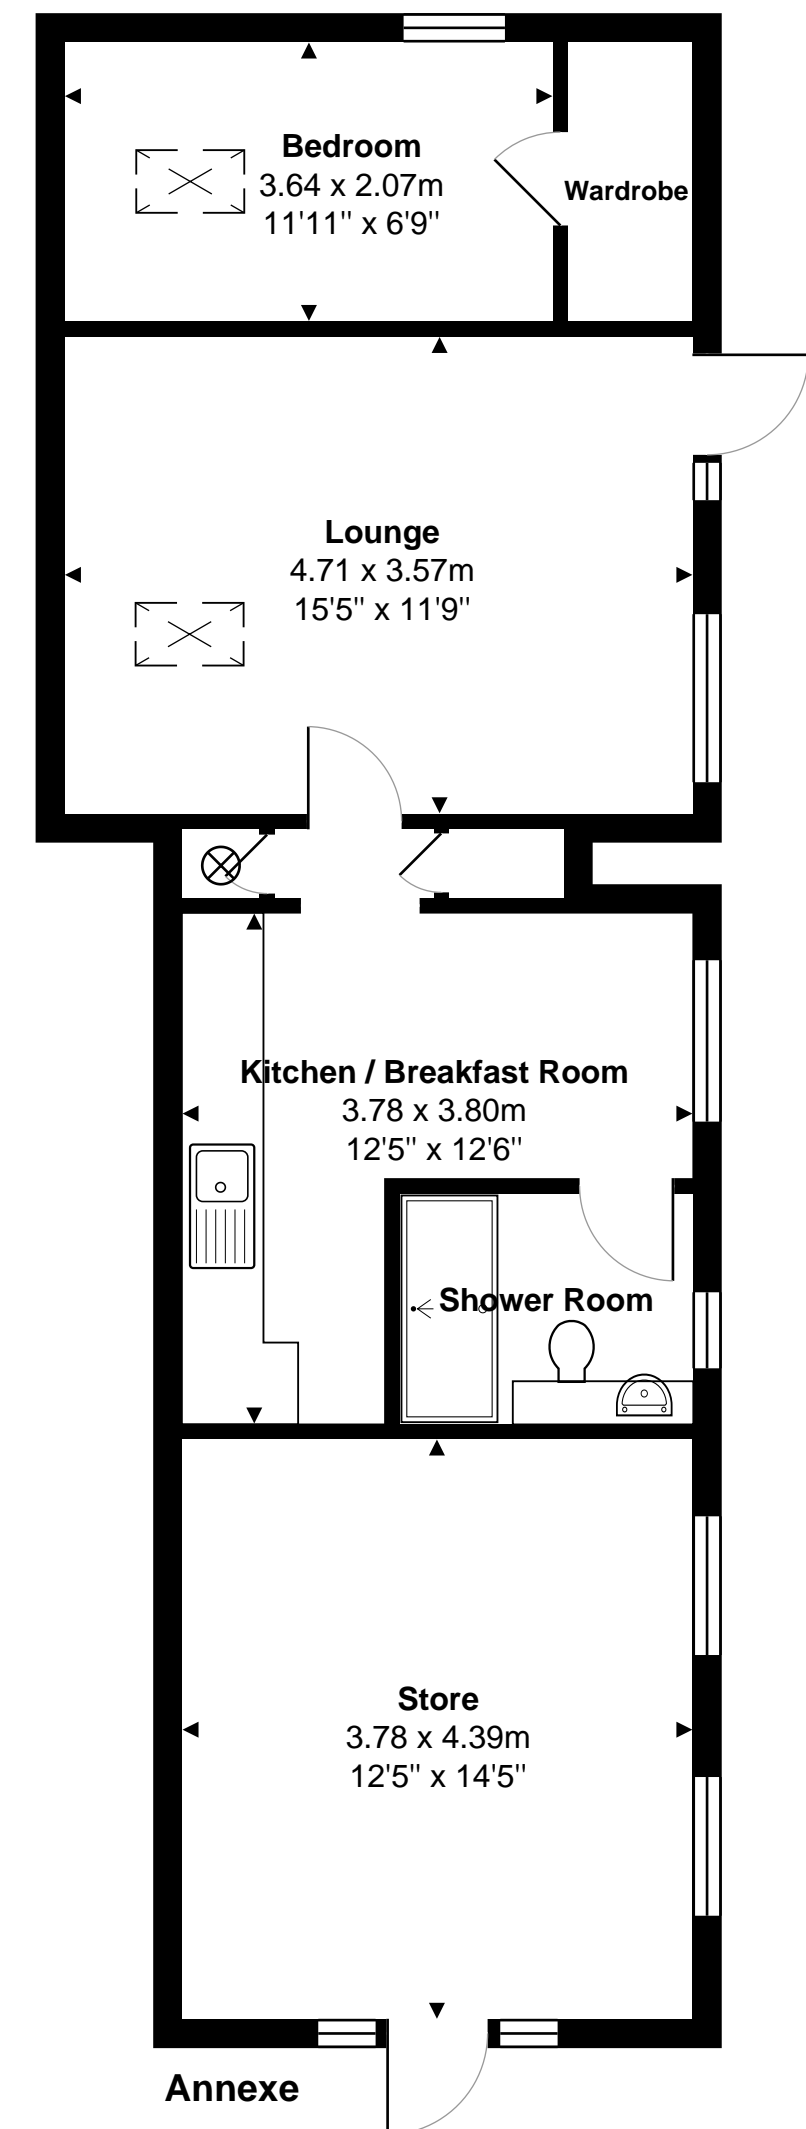 Bedroom
3.64 x 2.07m
11'11" x 6'9"
Wardrobe
Lounge
4.71 x 3.57m
15'5" x 11'9"
Kitchen / Breakfast Room
3.78 x 3.80m
12'5" x 12'6"
Shower Room
Store
3.78 x 4.39m
12'5" x 14'5"
Annexe